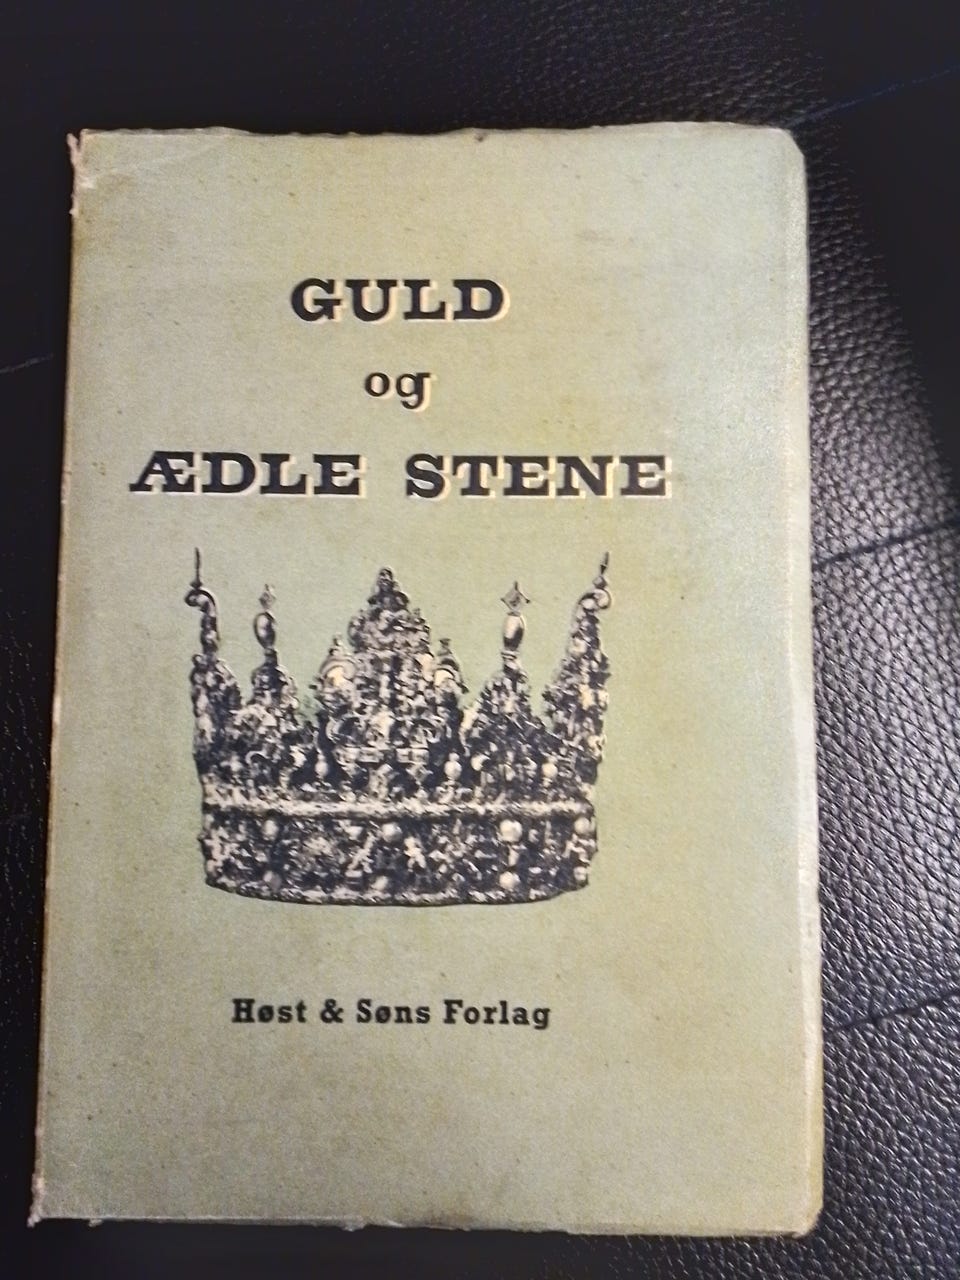 GULD
og
ÆDLE STENE
Høst & Søns Forlag